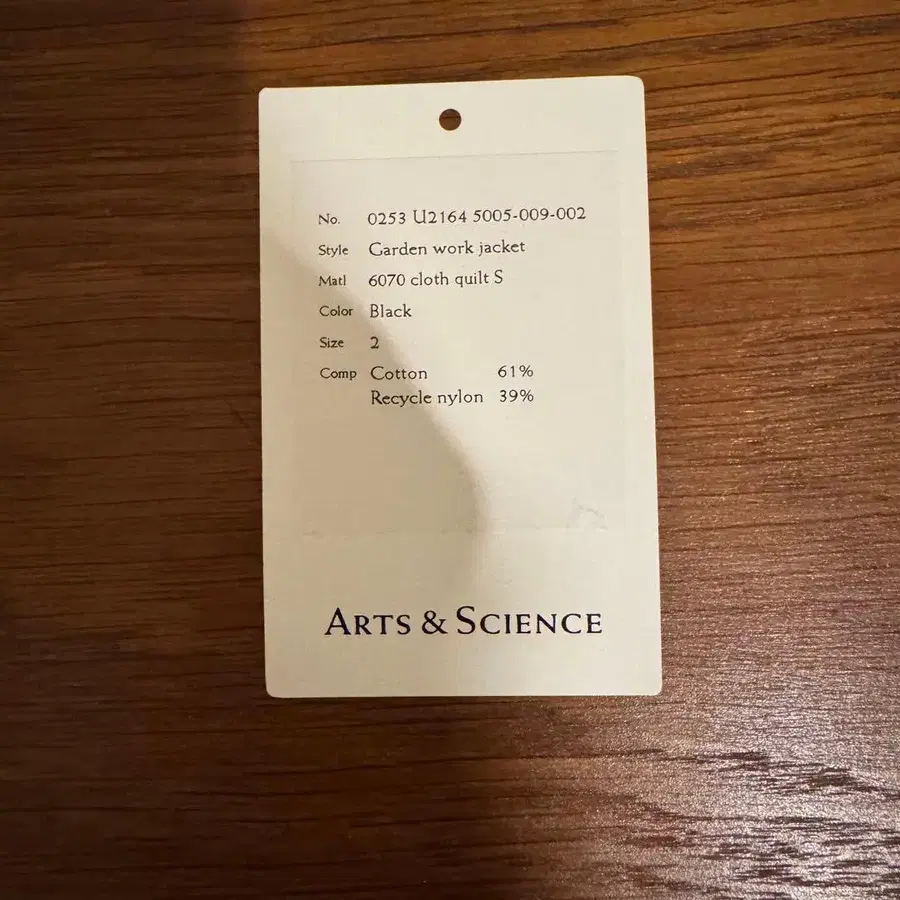 No. 0253 U2164 5005-009-002
Style Garden work jacket
Matl 6070 cloth quilt S
Color Black
Size 2
Comp Cotton 61%
Recycle nylon 39%
ARTS & SCIENCE